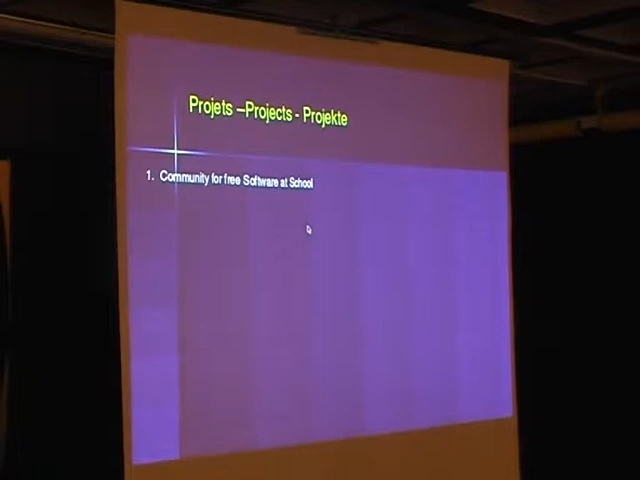 Projets –Projects - Projekte
1. Community for free Software at School